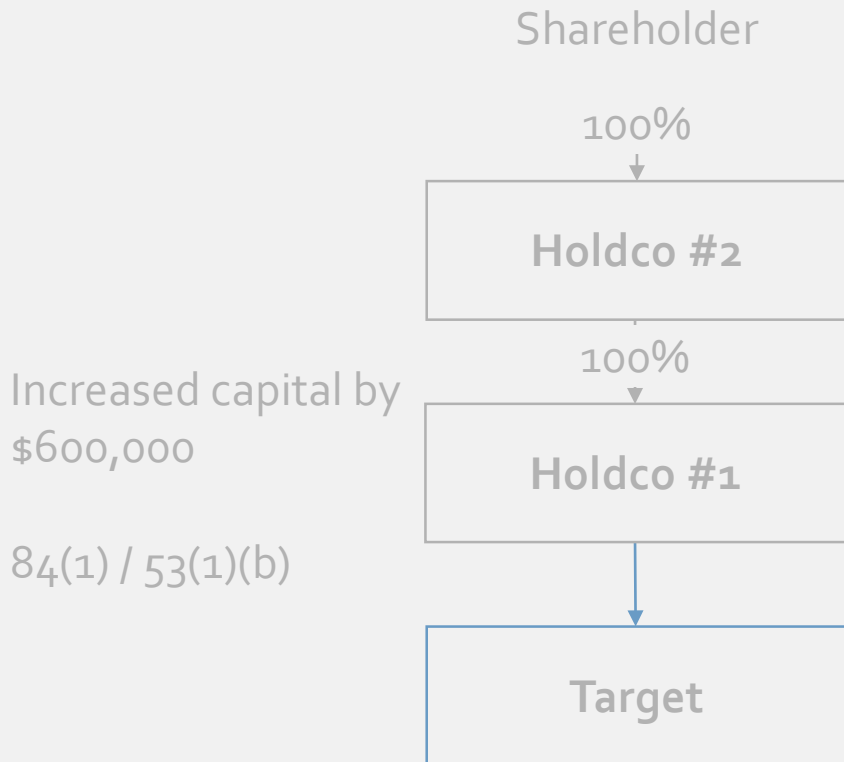 Shareholder
100%
Holdco #2
100%
Increased capital by
$600,000
Holdco #1
84(1) / 53(1)(b)
Target